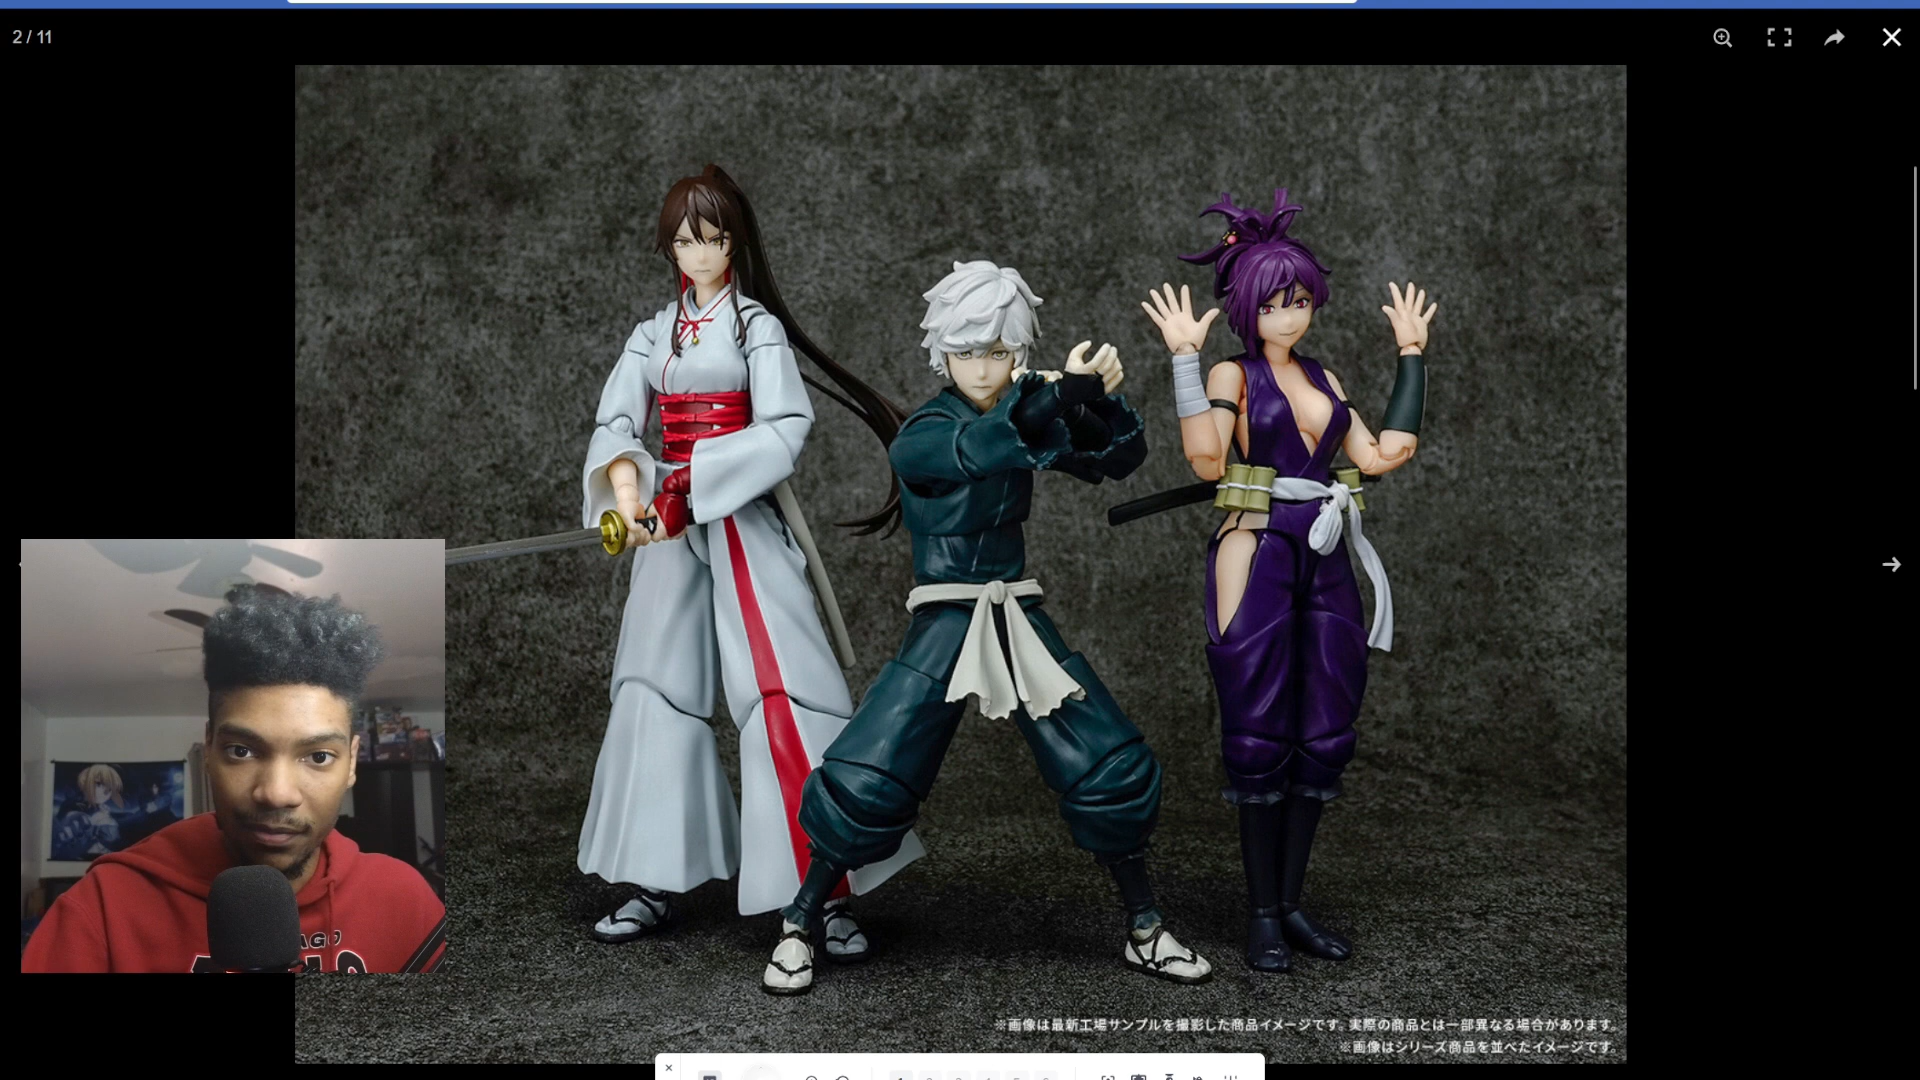 2 / 11
※画像は最新工場サンプルを撮影した商品イメージです。実際の商品とは一部異なる場合があります。
※画像はシリーズ商品を並べたイメージです。